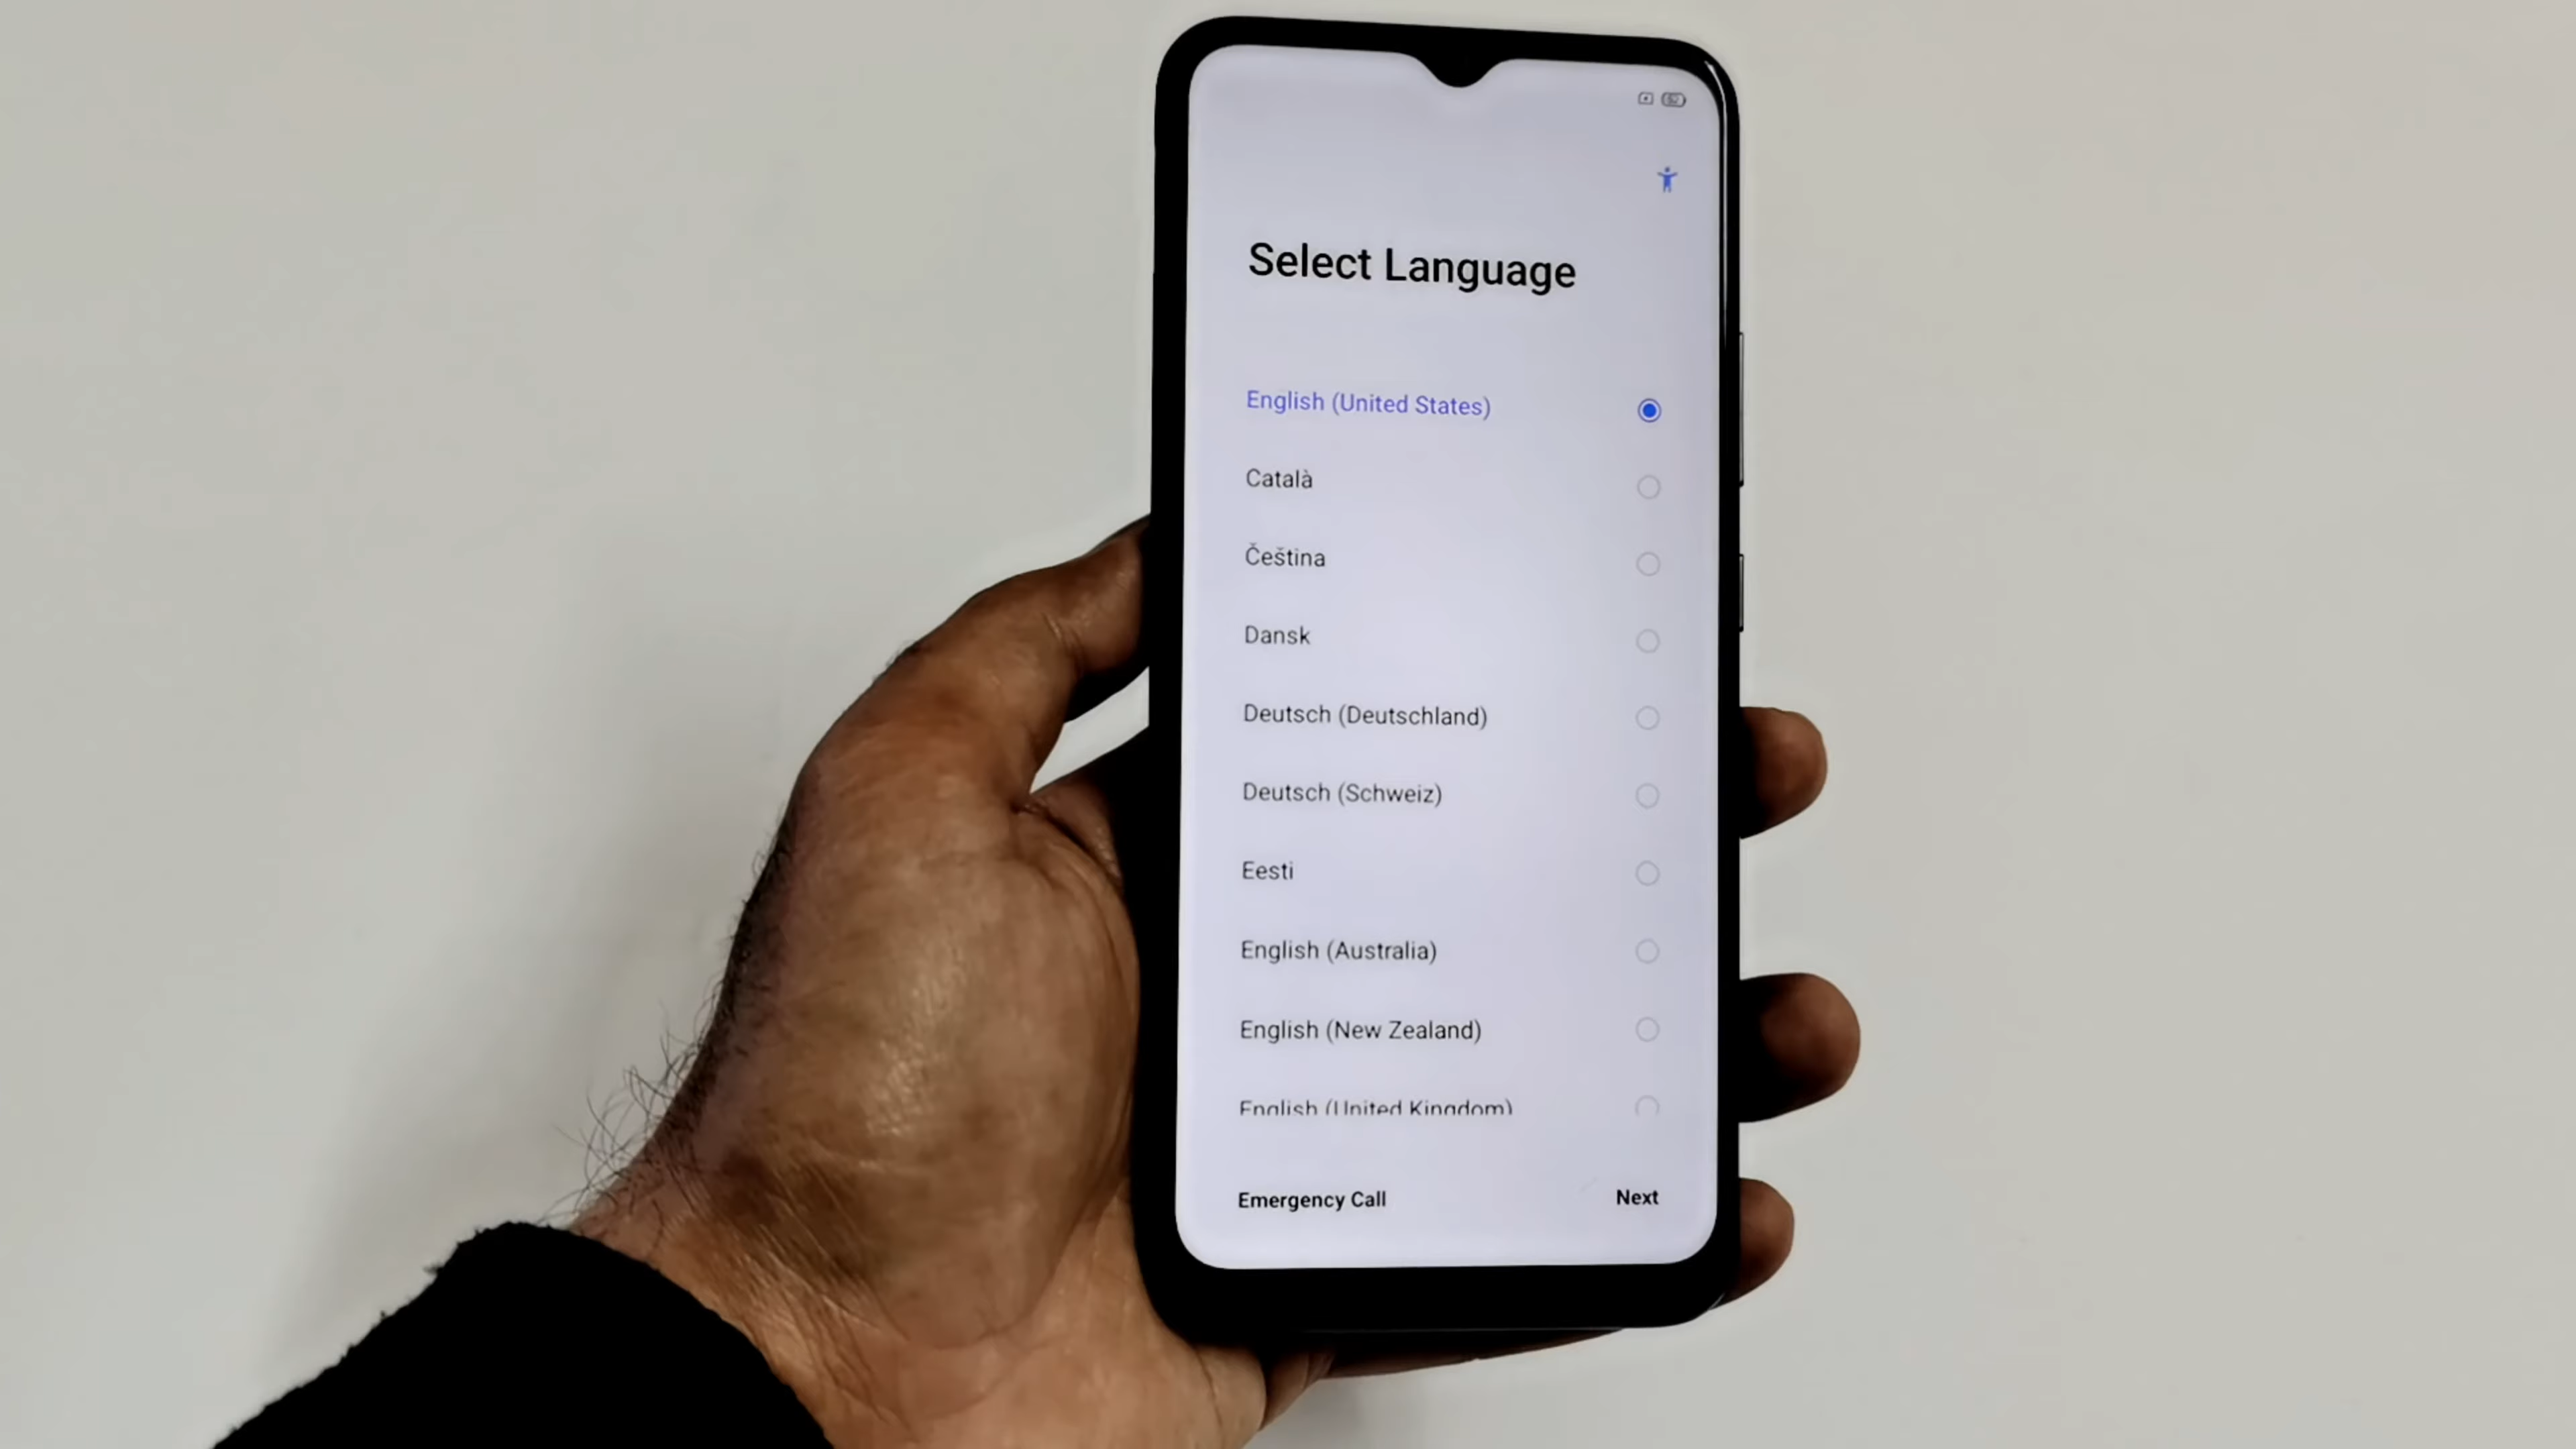 Select Language
English (United States)
Català
Čeština
Dansk
Deutsch (Deutschland)
Deutsch (Schweiz)
Eesti
English (Australia)
English (New Zealand)
English (United Kingdom)
Emergency Call
Next